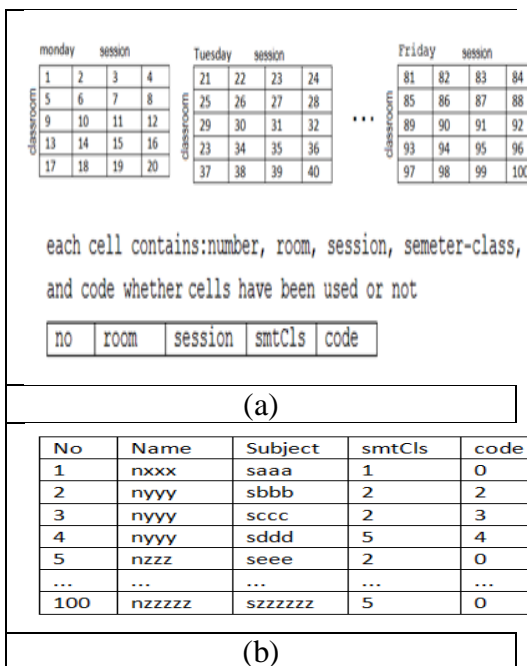 monday session Tuesday session Friday session
1 2 3 4 21 22 23 24 81 82 83 84
5 6 7 8 25 26 27 28 85 86 87 88
9 10 11 12 29 30 31 32 ... 89 90 91 92
13 14 15 16 23 34 35 36 93 94 95 96
17 18 19 20 37 38 39 40 97 98 99 100
classroom classroom classroom
each cell contains:number, room, session, semeter-class,
and code whether cells have been used or not
no room session smtCls code
(a)
No Name Subject smtCls code
1 nxxx saaa 1 0
2 nyyy sbbb 2 2
3 nyyy sccc 2 3
4 nyyy sddd 5 4
5 nzzz seee 2 0
... ... ... ... ...
100 nzzzzz szzzzzz 5 0
(b)